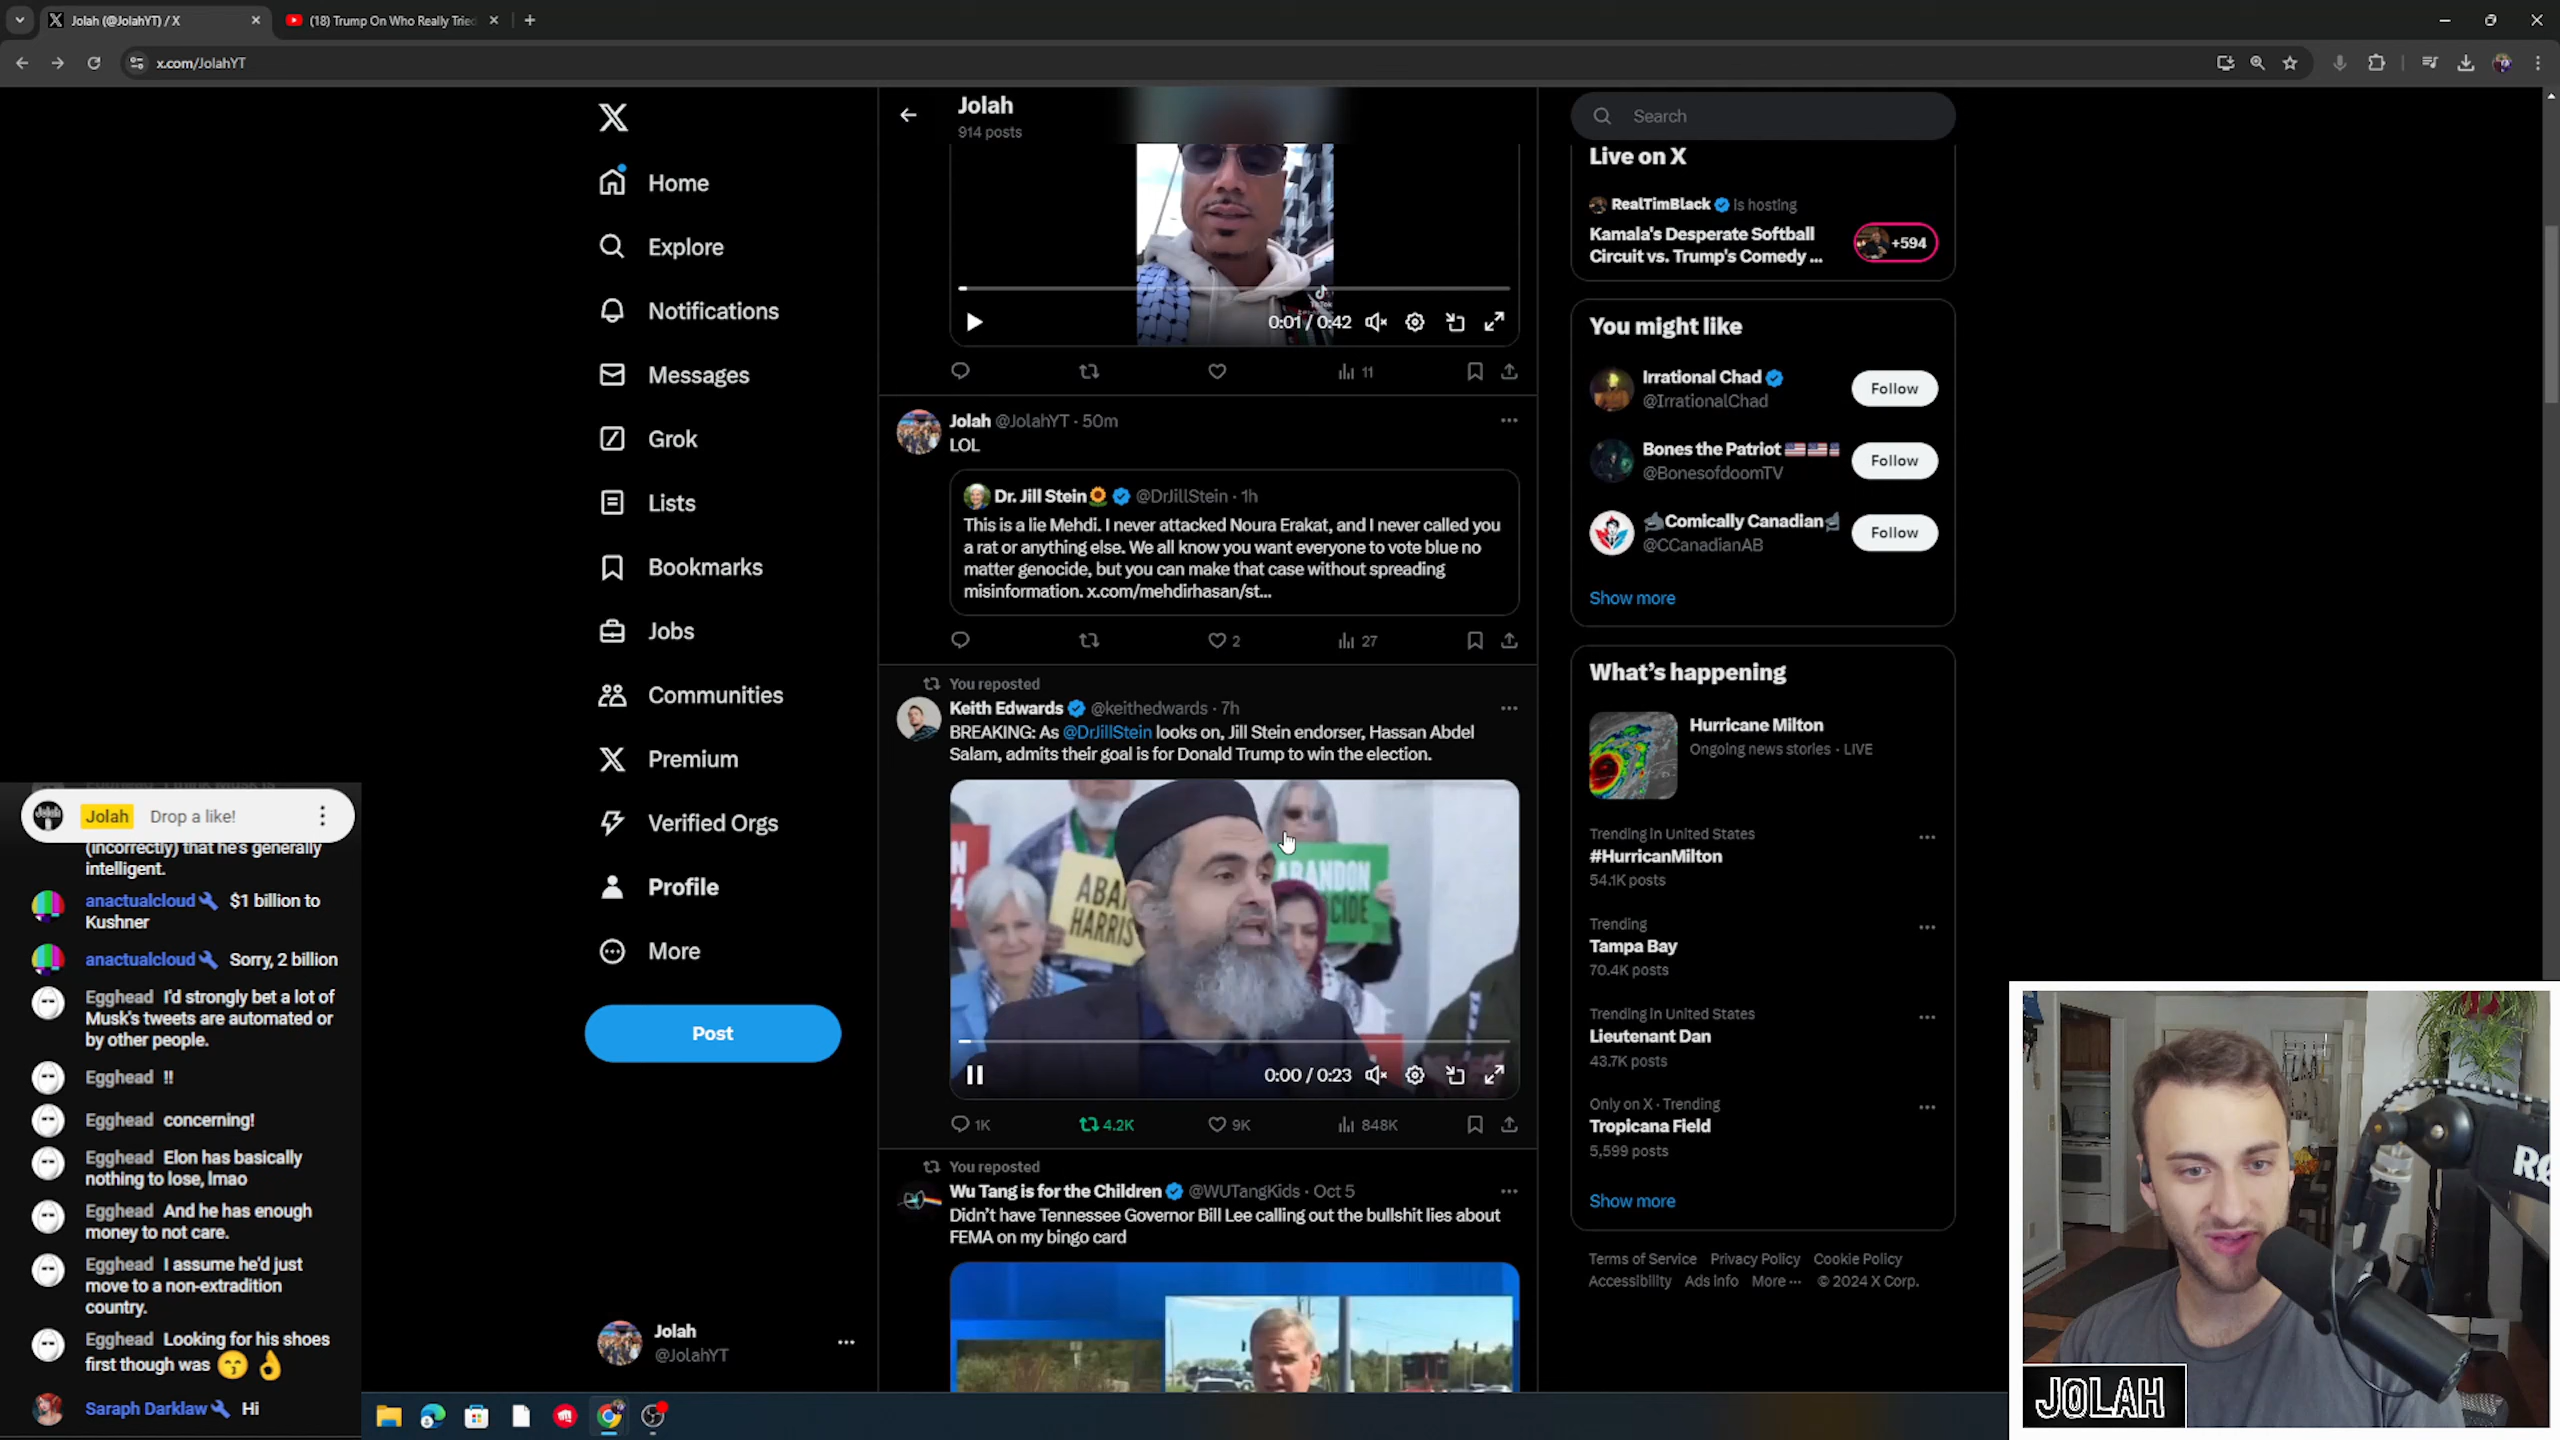 Jolah (@JolahYT) / X
(18) Trump On Who Really Tried
x.com/JolahYT
Home
Explore
Notifications
Messages
Grok
Lists
Bookmarks
Jobs
Communities
Premium
Verified Orgs
Profile
More
Post
Jolah
@JolahYT
Jolah
914 posts
0:01 / 0:42
11
Jolah @JolahYT · 50m
LOL
Dr. Jill Stein🌻 @DrJillStein · 1h
This is a lie Mehdi. I never attacked Noura Erakat, and I never called you
a rat or anything else. We all know you want everyone to vote blue no
matter genocide, but you can make that case without spreading
misinformation. x.com/mehdirhasan/st...
2
27
You reposted
Keith Edwards @keithedwards · 7h
BREAKING: As @DrJillStein looks on, Jill Stein endorser, Hassan Abdel
Salam, admits their goal is for Donald Trump to win the election.
HARRIS
0:00 / 0:23
1K
4.2K
9K
848K
You reposted
Wu Tang is for the Children @WUTangKids · Oct 5
Didn't have Tennessee Governor Bill Lee calling out the bullshit lies about
FEMA on my bingo card
Search
Live on X
RealTimBlack is hosting
Kamala's Desperate Softball
Circuit vs. Trump's Comedy ...
+594
You might like
Irrational Chad
@IrrationalChad
Follow
Bones the Patriot 🇺🇸🇺🇸
@BonesofdoomTV
Follow
Comically Canadian
@CCanadianAB
Follow
Show more
What's happening
Hurricane Milton
Ongoing news stories · LIVE
Trending in United States
#HurricanMilton
54.1K posts
Trending
Tampa Bay
70.4K posts
Trending in United States
Lieutenant Dan
43.7K posts
Only on X · Trending
Tropicana Field
5,599 posts
Show more
Terms of Service Privacy Policy Cookie Policy
Accessibility Ads info More ··· © 2024 X Corp.
Jolah Drop a like!
(incorrectly) that he's generally
intelligent.
anactualcloud $1 billion to
Kushner
anactualcloud Sorry, 2 billion
Egghead I'd strongly bet a lot of
Musk's tweets are automated or
by other people.
Egghead !!
Egghead concerning!
Egghead Elon has basically
nothing to lose, lmao
Egghead And he has enough
money to not care.
Egghead I assume he'd just
move to a non-extradition
country.
Egghead Looking for his shoes
first though was 😙👌
Saraph Darklaw Hi
JOLAH